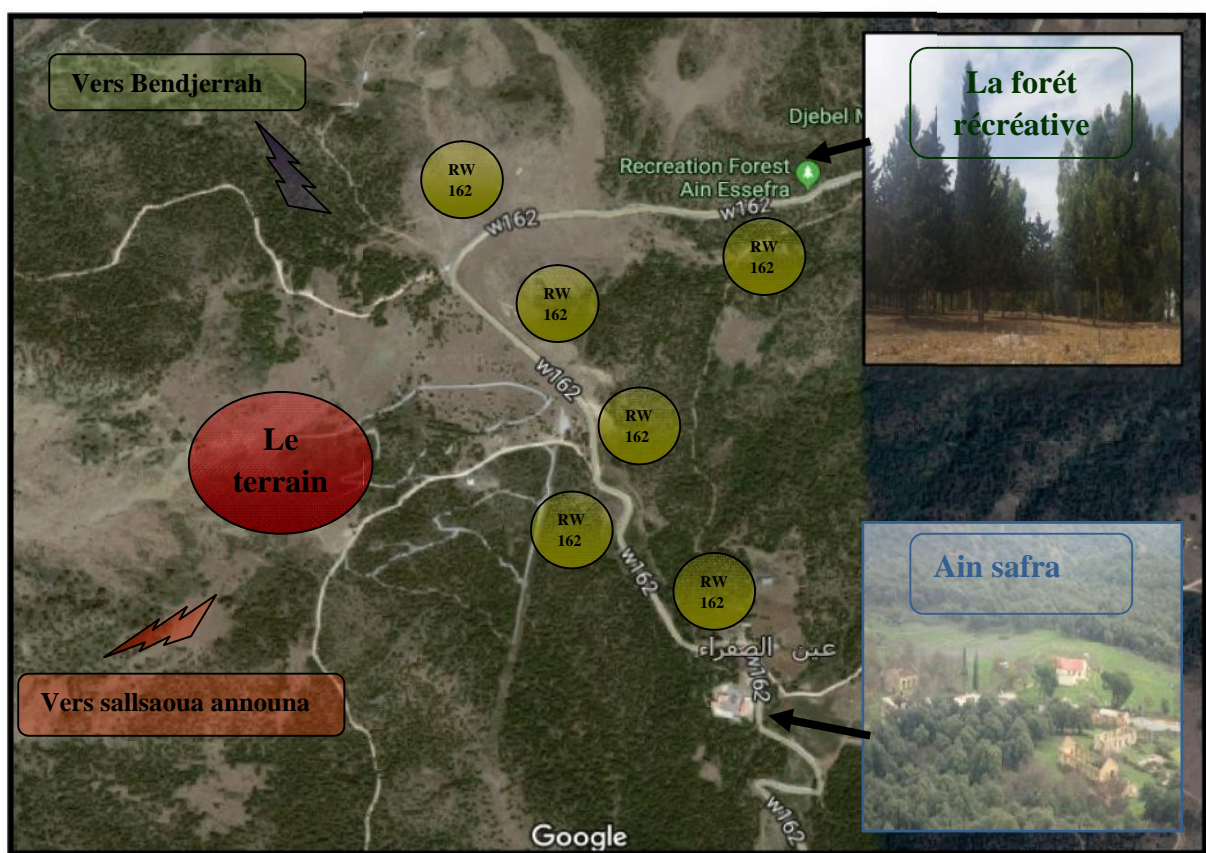 Vers Bendjerrah
La forét
récréative
Djebel M
Recreation Forest
Ain Essefra
RW
162
w162
w162
RW
162
RW
162
w162
Le
terrain
RW
162
RW
162
w162
RW
162
Ain safra
عين الصفراء
w162
Vers sallsaoua announa
w162
Google